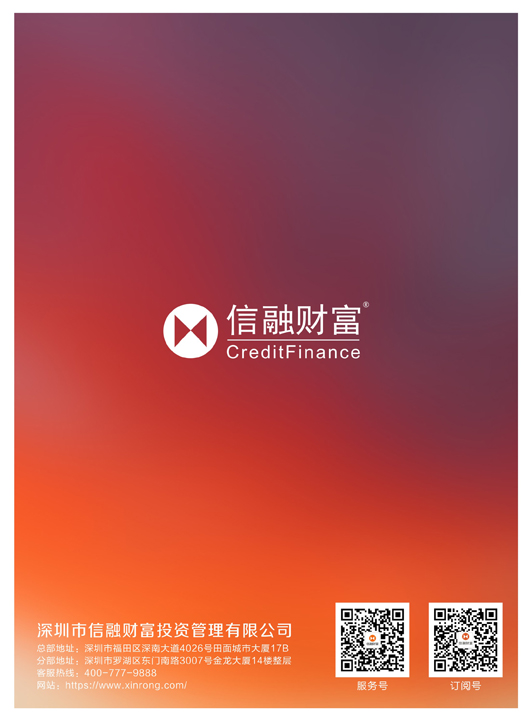 信融财富®
CreditFinance
深圳市信融财富投资管理有限公司
总部地址：深圳市福田区深南大道4026号田面城市大厦17B
分部地址：深圳市罗湖区东门南路3007号金龙大厦14楼整层
客服热线：400-777-9888
网站：https://www.xinrong.com/
服务号
订阅号